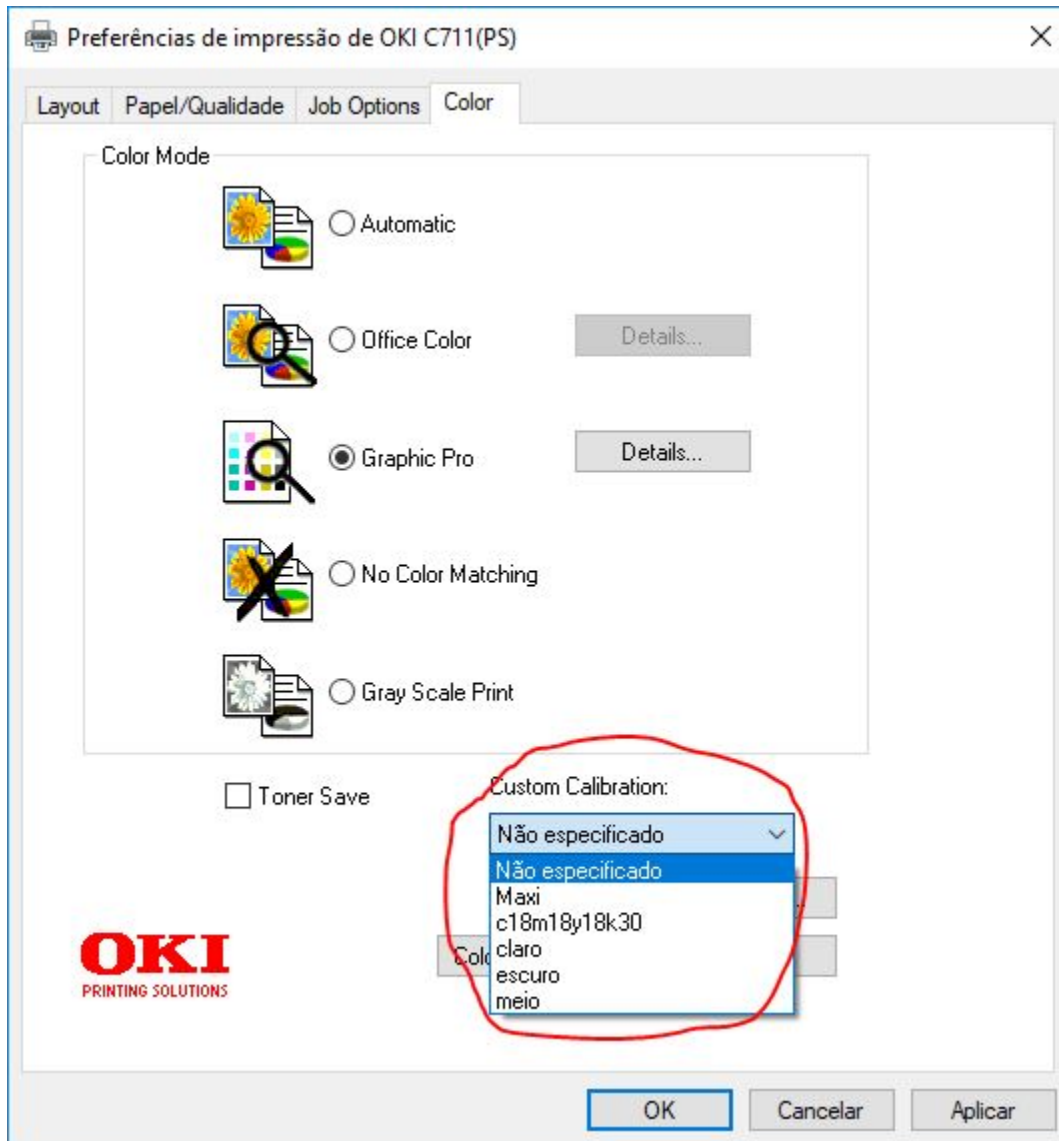 Preferências de impressão de OKI C711(PS)
Layout Papel/Qualidade Job Options Color
Color Mode
Automatic
Office Color Details...
Graphic Pro Details...
No Color Matching
Gray Scale Print
Toner Save Custom Calibration:
Não especificado
Não especificado
Maxi
c18m18y18k30
claro
escuro
meio
OKI
PRINTING SOLUTIONS
OK Cancelar Aplicar